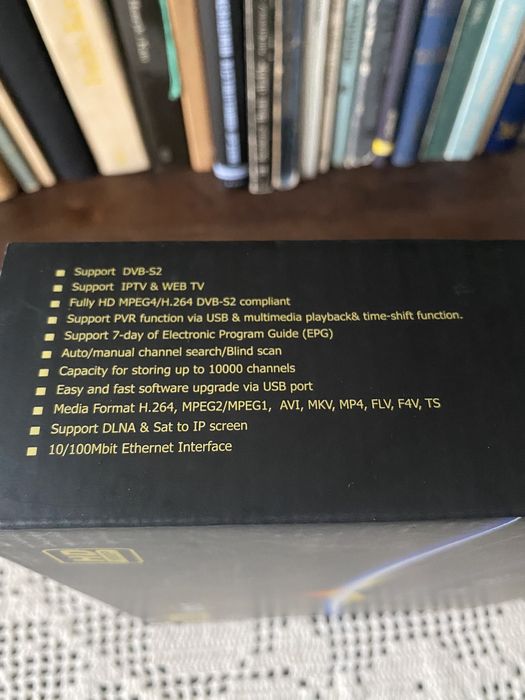 Support DVB-S2
Support IPTV & WEB TV
Fully HD MPEG4/H.264 DVB-S2 compliant
Support PVR function via USB & multimedia playback& time-shift function.
Support 7-day of Electronic Program Guide (EPG)
Auto/manual channel search/Blind scan
Capacity for storing up to 10000 channels
Easy and fast software upgrade via USB port
Media Format H.264, MPEG2/MPEG1, AVI, MKV, MP4, FLV, F4V, TS
Support DLNA & Sat to IP screen
10/100Mbit Ethernet Interface